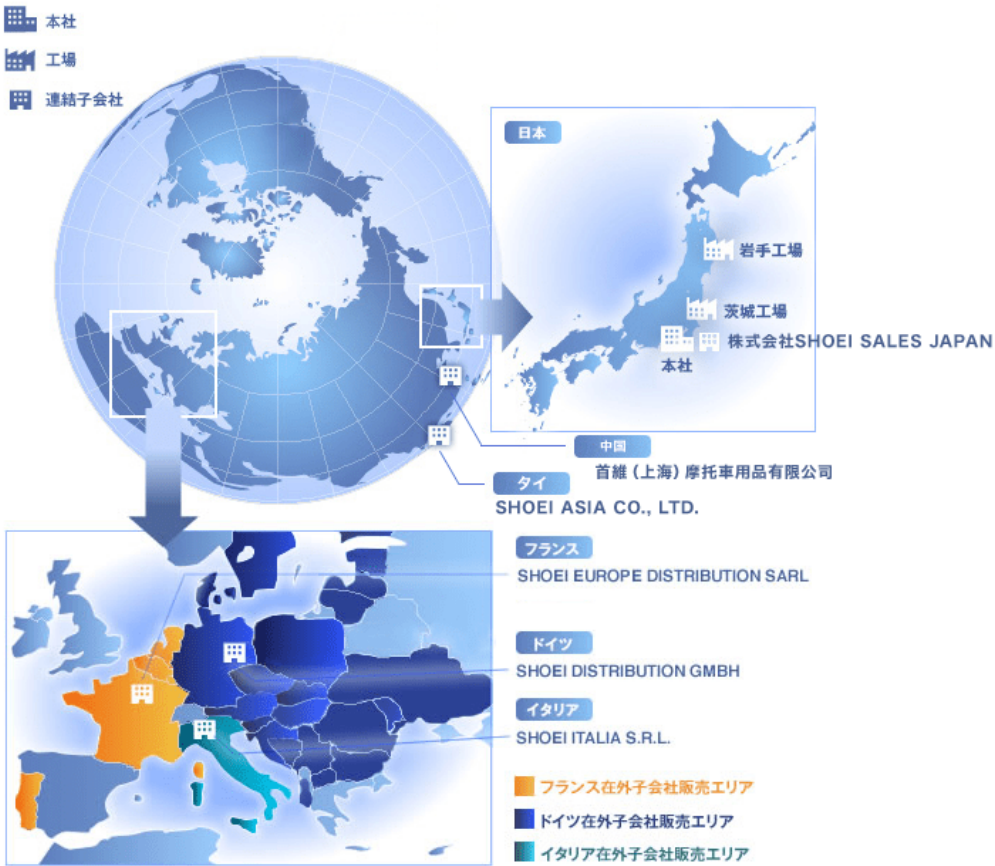 本社
工場
連結子会社
日本
岩手工場
茨城工場
株式会社SHOEI SALES JAPAN
本社
中国
首維（上海）摩托車用品有限公司
タイ
SHOEI ASIA CO., LTD.
フランス
SHOEI EUROPE DISTRIBUTION SARL
ドイツ
SHOEI DISTRIBUTION GMBH
イタリア
SHOEI ITALIA S.R.L.
フランス在外子会社販売エリア
ドイツ在外子会社販売エリア
イタリア在外子会社販売エリア